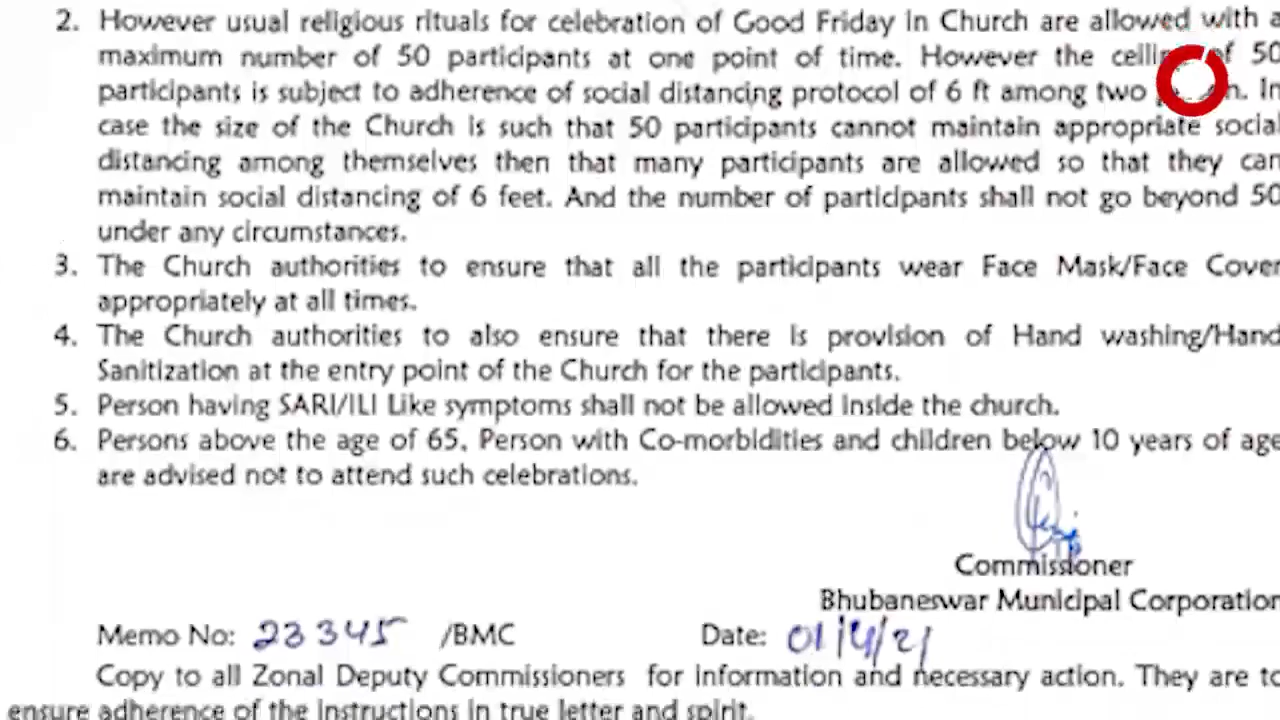 2. However usual religious rituals for celebration of Good Friday in Church are allowed with a
maximum number of 50 participants at one point of time. However the ceiling of 50
participants is subject to adherence of social distancing protocol of 6 ft among two In
case the size of the Church is such that 50 participants cannot maintain appropriate social
distancing among themselves then that many participants are allowed so that they can
maintain social distancing of 6 feet. And the number of participants shall not go beyond 50
under any circumstances.
3. The Church authorities to ensure that all the participants wear Face Mask/Face Cover
appropriately at all times.
4. The Church authorities to also ensure that there is provision of Hand washing/Hand
Sanitization at the entry point of the Church for the participants.
5. Person having SARI/ILI Like symptoms shall not be allowed inside the church.
6. Persons above the age of 65, Person with Co-morbidities and children below 10 years of age
are advised not to attend such celebrations.
Commissioner
Bhubaneswar Municipal Corporation
Memo No: 23345 /BMC Date: 01/4/21
Copy to all Zonal Deputy Commissioners for information and necessary action. They are to
ensure adherence of the instructions in true letter and spirit.